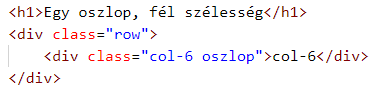 <h1>Egy oszlop, fél szélesség</h1>
<div class="row">
    <div class="col-6 oszlop">col-6</div>
</div>